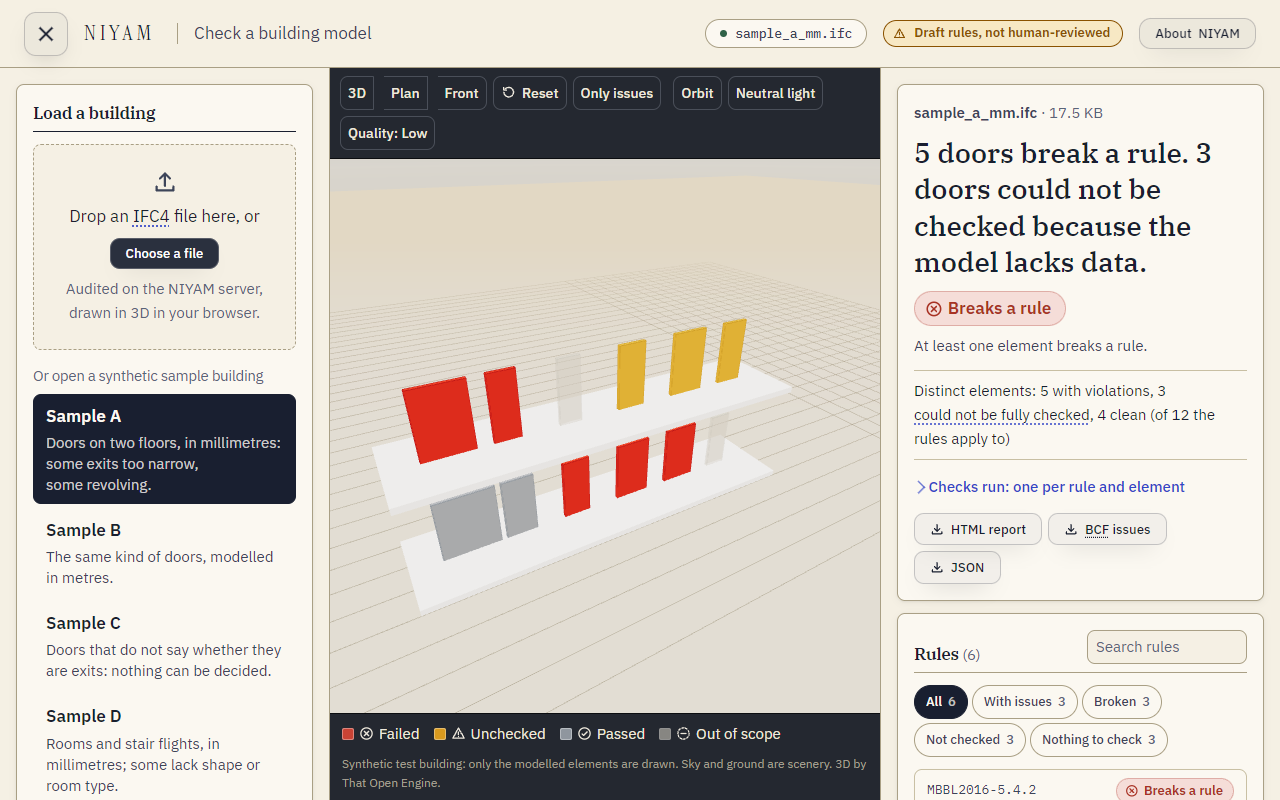 NIYAM
Check a building model
sample_a_mm.ifc
Draft rules, not human-reviewed
About NIYAM
Load a building
Drop an IFC4 file here, or
Choose a file
Audited on the NIYAM server,
drawn in 3D in your browser.
Or open a synthetic sample building
Sample A
Doors on two floors, in millimetres:
some exits too narrow,
some revolving.
Sample B
The same kind of doors, modelled
in metres.
Sample C
Doors that do not say whether they
are exits: nothing can be decided.
Sample D
Rooms and stair flights, in
millimetres; some lack shape or
room type.
3D Plan Front Reset Only issues Orbit Neutral light
Quality: Low
Failed Unchecked Passed Out of scope
Synthetic test building: only the modelled elements are drawn. Sky and ground are scenery. 3D by
That Open Engine.
sample_a_mm.ifc · 17.5 KB
5 doors break a rule. 3
doors could not be
checked because the
model lacks data.
Breaks a rule
At least one element breaks a rule.
Distinct elements: 5 with violations, 3
could not be fully checked, 4 clean (of 12 the
rules apply to)
Checks run: one per rule and element
HTML report BCF issues
JSON
Rules (6) Search rules
All 6 With issues 3 Broken 3
Not checked 3 Nothing to check 3
MBBL2016-5.4.2 Breaks a rule